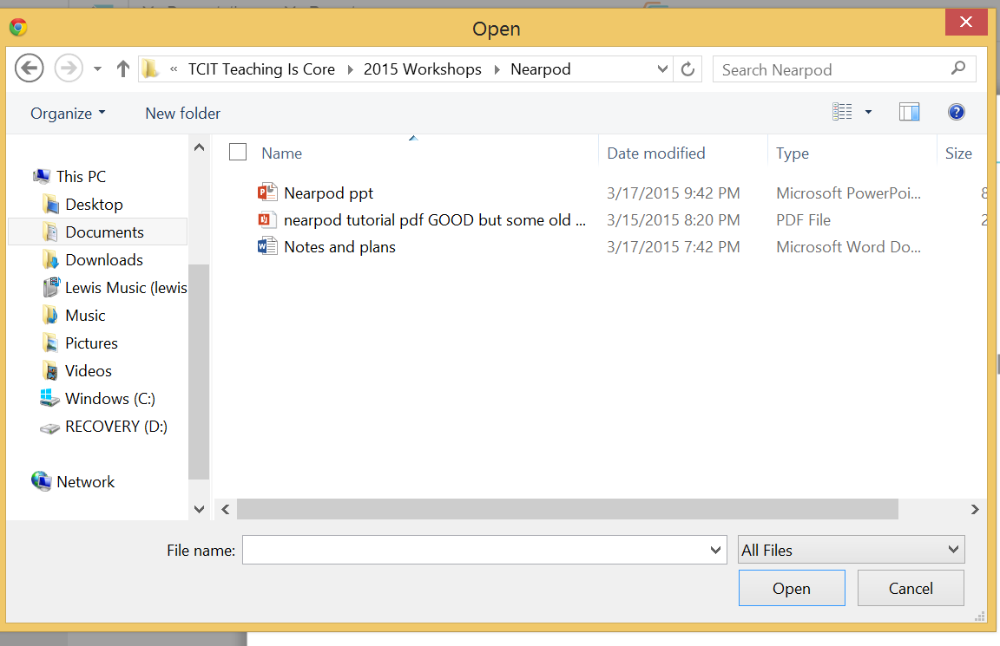 Open
« TCIT Teaching Is Core 2015 Workshops Nearpod Search Nearpod
Organize New folder
Name Date modified Type Size
Nearpod ppt 3/17/2015 9:42 PM Microsoft PowerPoi... 8
nearpod tutorial pdf GOOD but some old ... 3/15/2015 8:20 PM PDF File 2
Notes and plans 3/17/2015 7:42 PM Microsoft Word Do...
This PC
Desktop
Documents
Downloads
Lewis Music (lewis
Music
Pictures
Videos
Windows (C:)
RECOVERY (D:)
Network
File name: All Files
Open Cancel